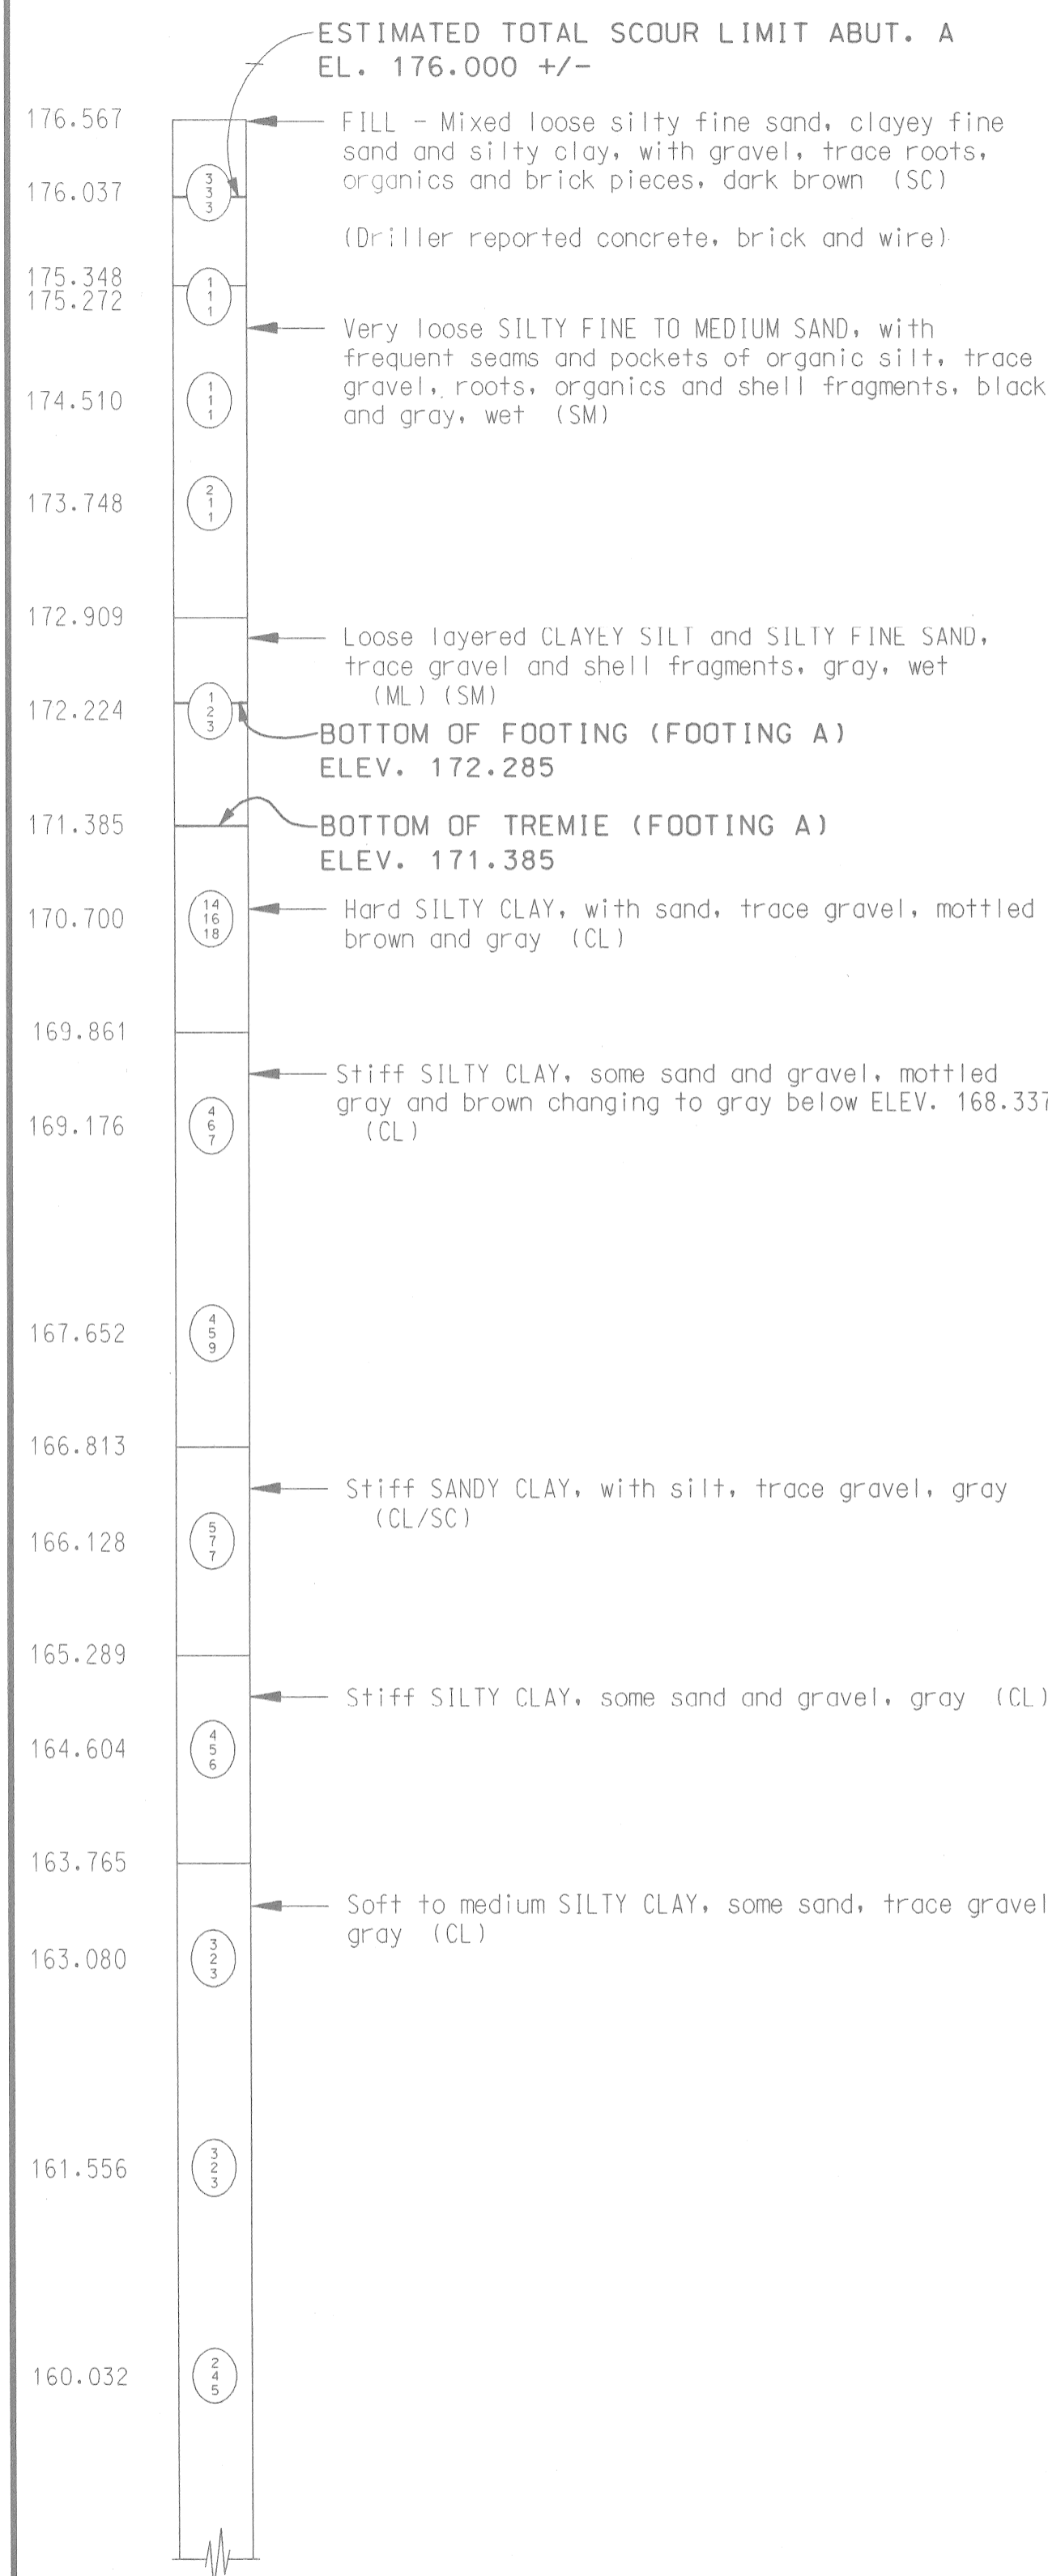 ESTIMATED TOTAL SCOUR LIMIT ABUT. A
EL. 176.000 +/-
176.567
FILL - Mixed loose silty fine sand, clayey fine
sand and silty clay, with gravel, trace roots,
organics and brick pieces, dark brown (SC)
176.037
3
3
3
(Driller reported concrete, brick and wire)
175.348
175.272
1
1
1
Very loose SILTY FINE TO MEDIUM SAND, with
frequent seams and pockets of organic silt, trace
gravel, roots, organics and shell fragments, black
and gray, wet (SM)
174.510
1
1
1
173.748
2
1
1
172.909
Loose layered CLAYEY SILT and SILTY FINE SAND,
trace gravel and shell fragments, gray, wet
(ML) (SM)
172.224
1
2
3
BOTTOM OF FOOTING (FOOTING A)
ELEV. 172.285
171.385
BOTTOM OF TREMIE (FOOTING A)
ELEV. 171.385
170.700
14
16
18
Hard SILTY CLAY, with sand, trace gravel, mottled
brown and gray (CL)
169.861
Stiff SILTY CLAY, some sand and gravel, mottled
gray and brown changing to gray below ELEV. 168.337
(CL)
169.176
4
6
7
167.652
4
5
9
166.813
Stiff SANDY CLAY, with silt, trace gravel, gray
(CL/SC)
166.128
5
7
7
165.289
Stiff SILTY CLAY, some sand and gravel, gray (CL)
164.604
4
5
6
163.765
Soft to medium SILTY CLAY, some sand, trace gravel
gray (CL)
163.080
3
2
3
161.556
3
2
3
160.032
2
4
5